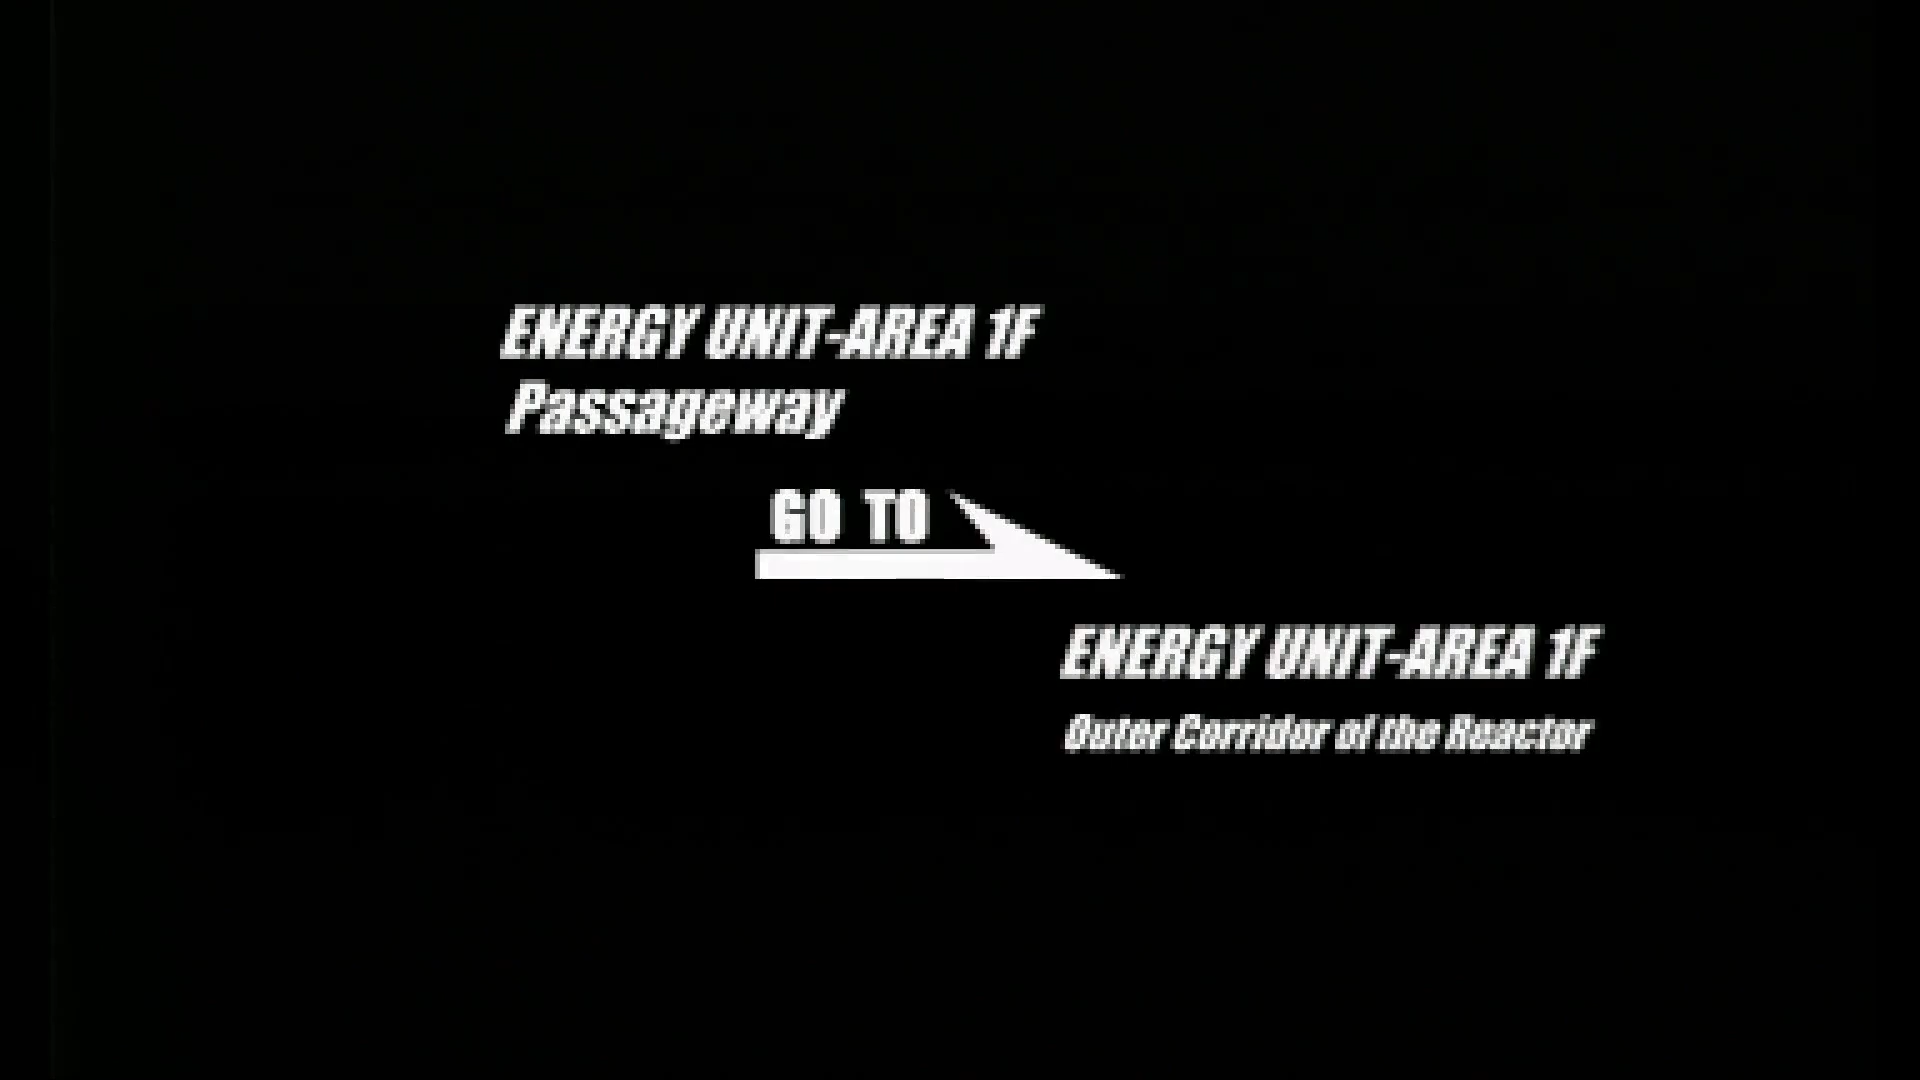 ENERGY UNIT-AREA 1F
Passageway
GO TO
ENERGY UNIT-AREA 1F
Outer Corridor of the Reactor